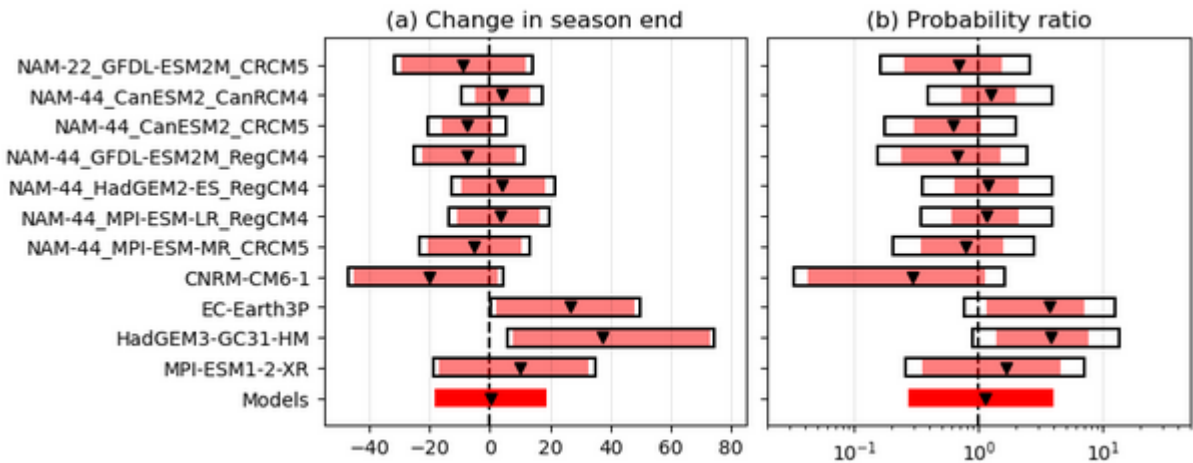 (a) Change in season end
(b) Probability ratio
NAM-22_GFDL-ESM2M_CRCM5
NAM-44_CanESM2_CanRCM4
NAM-44_CanESM2_CRCM5
NAM-44_GFDL-ESM2M_RegCM4
NAM-44_HadGEM2-ES_RegCM4
NAM-44_MPI-ESM-LR_RegCM4
NAM-44_MPI-ESM-MR_CRCM5
CNRM-CM6-1
EC-Earth3P
HadGEM3-GC31-HM
MPI-ESM1-2-XR
Models
−40 −20 0 20 40 60 80
10⁻¹ 10⁰ 10¹